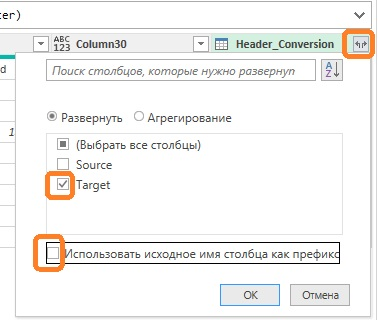 ter)
ABC
123 Column30 Header_Conversion
d
Поиск столбцов, которые нужно развернут
A
Z
1
Развернуть Агрегирование
(Выбрать все столбцы)
Source
Target
Использовать исходное имя столбца как префикс
OK Отмена